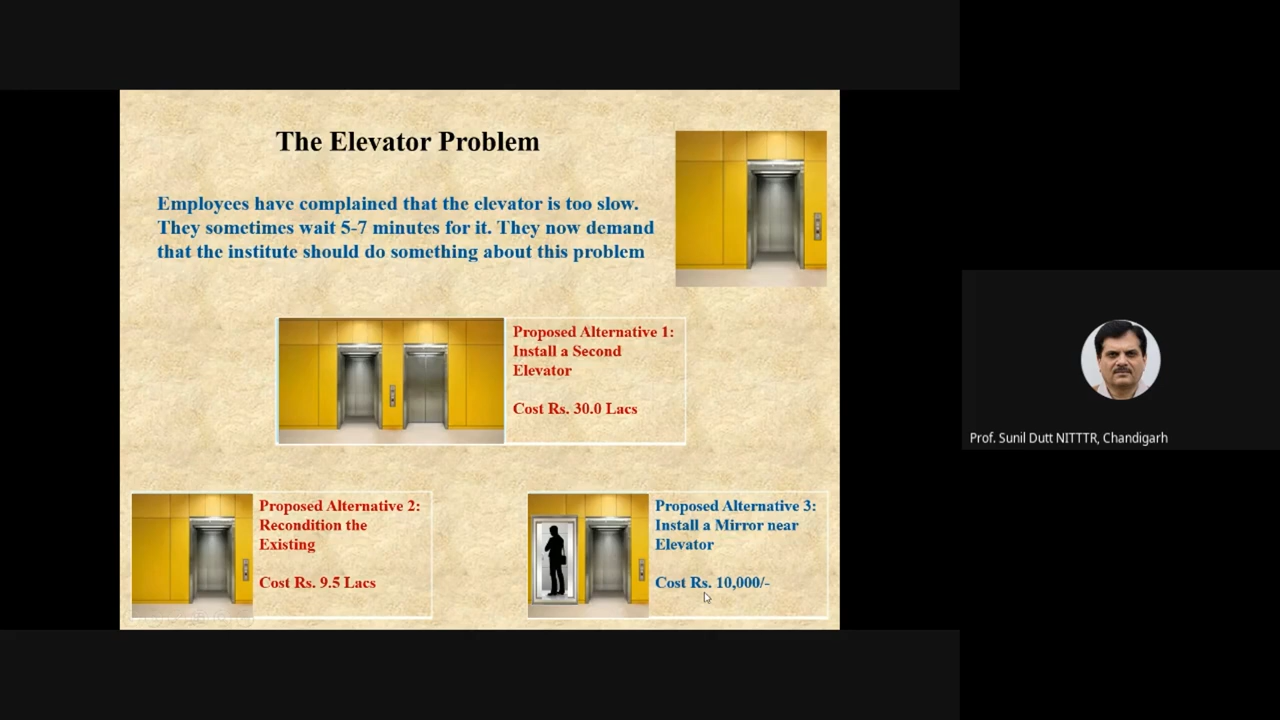 The Elevator Problem
Employees have complained that the elevator is too slow.
They sometimes wait 5-7 minutes for it. They now demand
that the institute should do something about this problem
Proposed Alternative 1:
Install a Second
Elevator
Cost Rs. 30.0 Lacs
Proposed Alternative 2:
Recondition the
Existing
Cost Rs. 9.5 Lacs
Proposed Alternative 3:
Install a Mirror near
Elevator
Cost Rs. 10,000/-
Prof. Sunil Dutt NITTTR, Chandigarh